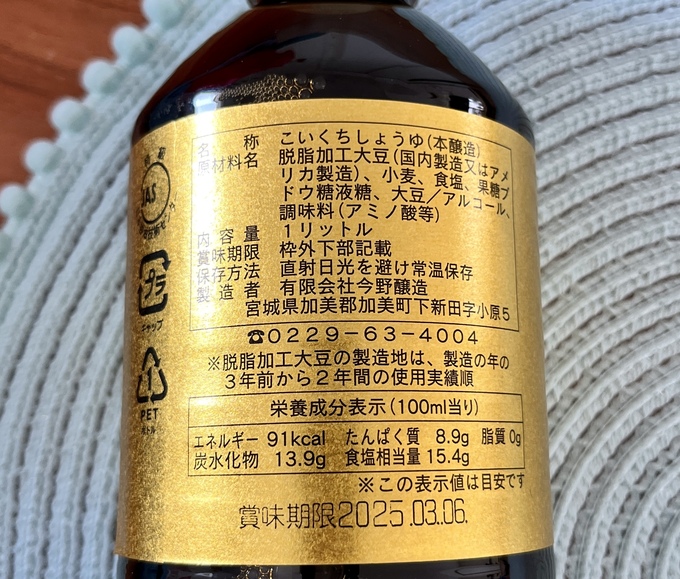 名称 こいくちしょうゆ(本醸造)
原材料名 脱脂加工大豆(国内製造又はアメ
リカ製造)、小麦、食塩、果糖ブ
ドウ糖液糖、大豆/アルコール、
調味料(アミノ酸等)
内容量 1リットル
賞味期限 枠外下部記載
保存方法 直射日光を避け常温保存
製造者 有限会社今野醸造
宮城県加美郡加美町下新田字小原5
☎0229-63-4004
※脱脂加工大豆の製造地は、製造の年の
3年前から2年間の使用実績順
栄養成分表示(100ml当り)
エネルギー 91kcal たんぱく質 8.9g 脂質 0g
炭水化物 13.9g 食塩相当量 15.4g
※この表示値は目安です
賞味期限2025.03.06.
JAS
プラ
キャップ
1
PET
ボトル